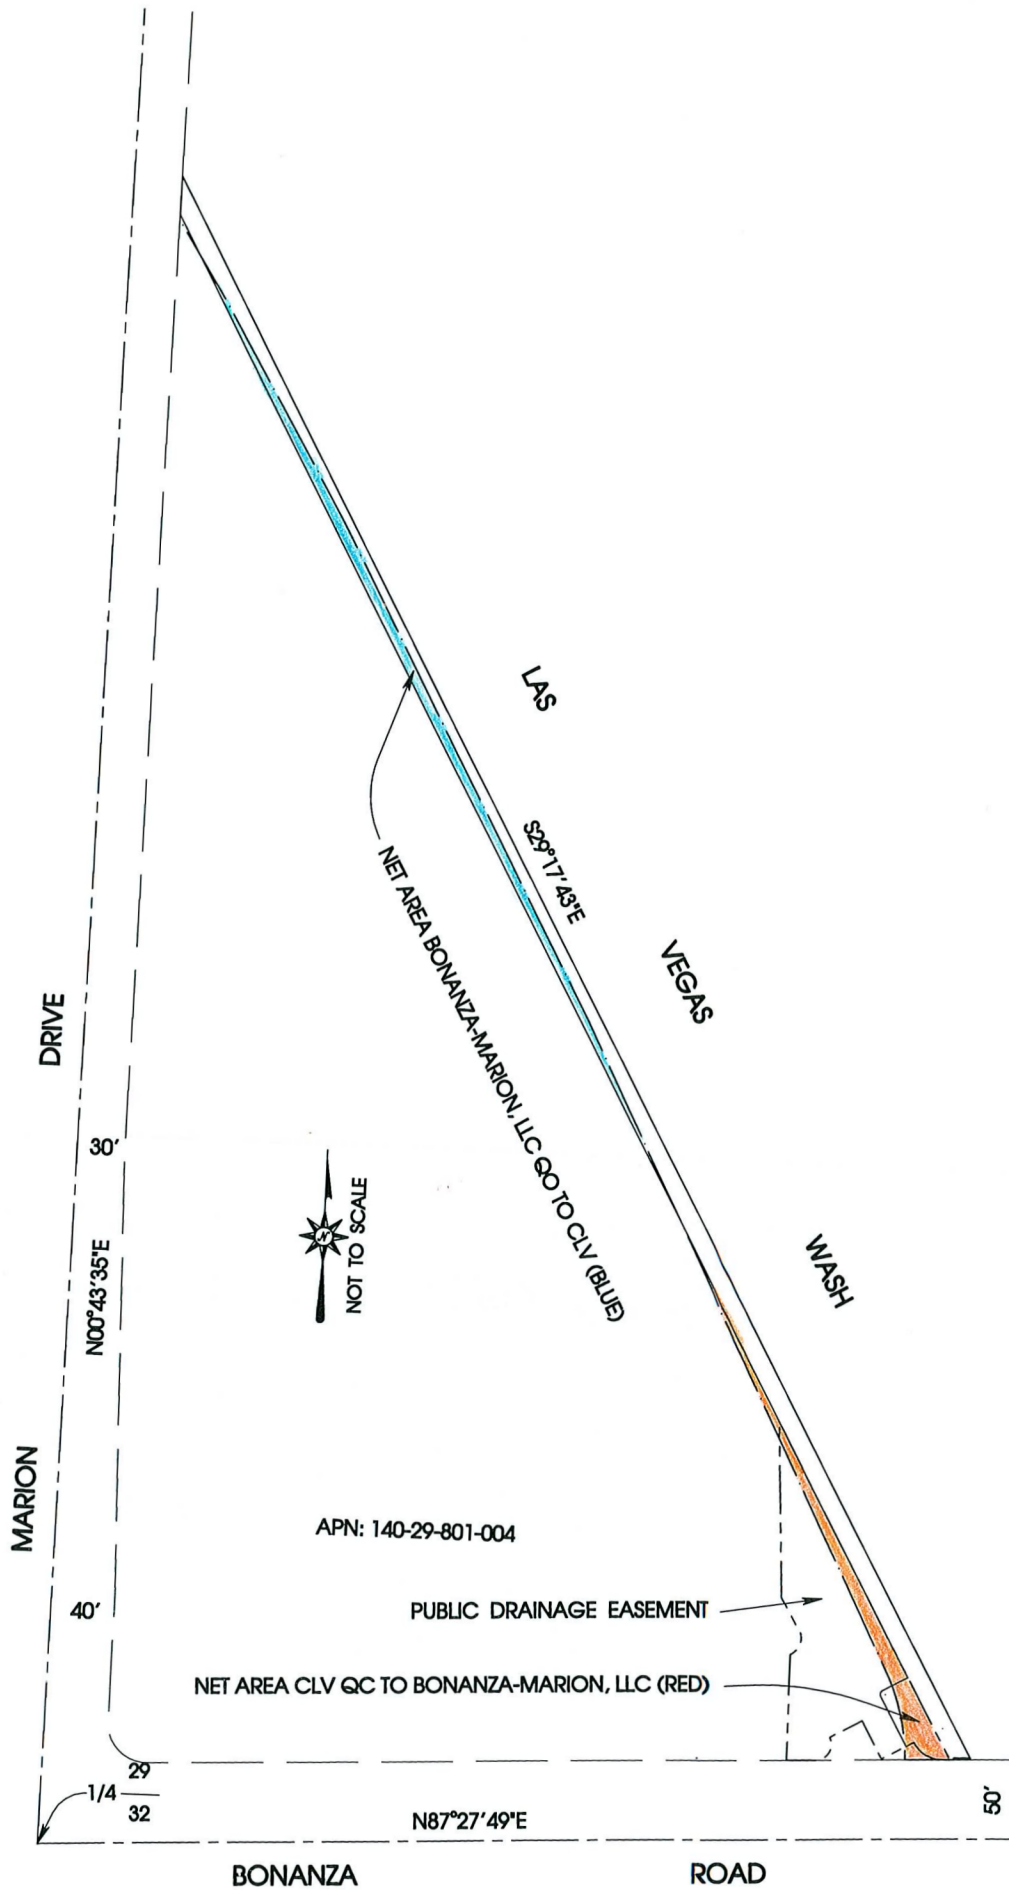 LAS
S29°17'43"E
VEGAS
NET AREA BONANZA-MARION, LLC QO TO CLV (BLUE)
DRIVE
30'
NOT TO SCALE
N
WASH
N00°43'35"E
MARION
APN: 140-29-801-004
40'
PUBLIC DRAINAGE EASEMENT
NET AREA CLV QC TO BONANZA-MARION, LLC (RED)
29
1/4
32
N87°27'49"E
50'
BONANZA ROAD